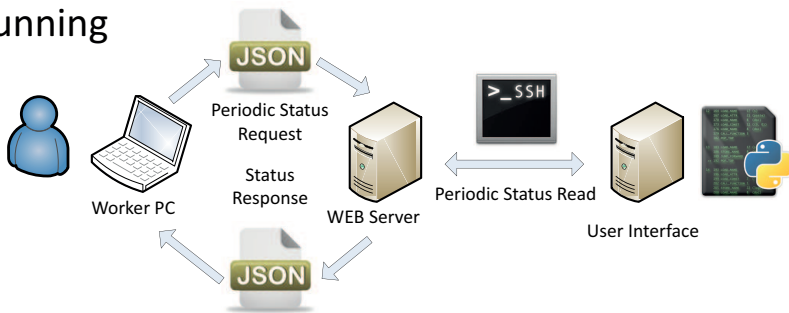 unning
JSON
Periodic Status
Request
>_SSH
Status
Response
Worker PC
WEB Server
Periodic Status Read
User Interface
JSON